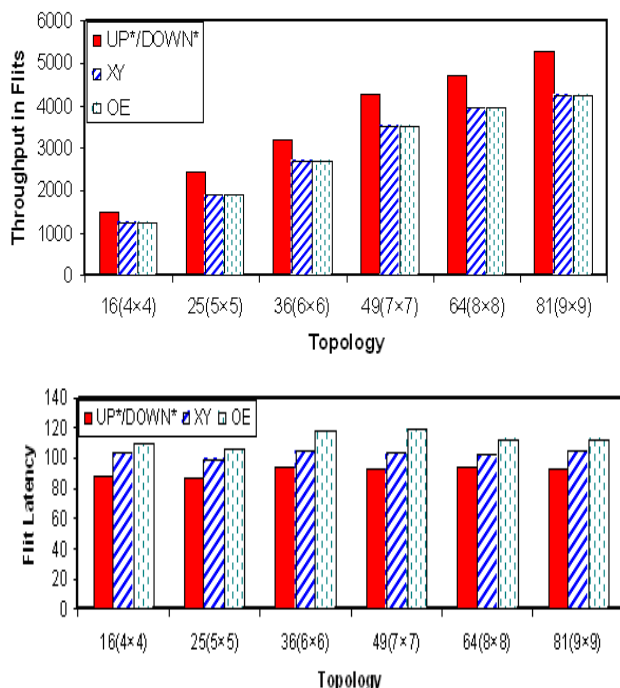 6000
5000
4000
3000
2000
1000
0
Throughput in Flits
UP*/DOWN*
XY
OE
16(4×4) 25(5×5) 36(6×6) 49(7×7) 64(8×8) 81(9×9)
Topology
140
120
100
80
60
40
20
0
Flit Latency
UP*/DOWN* XY OE
16(4×4) 25(5×5) 36(6×6) 49(7×7) 64(8×8) 81(9×9)
Topology